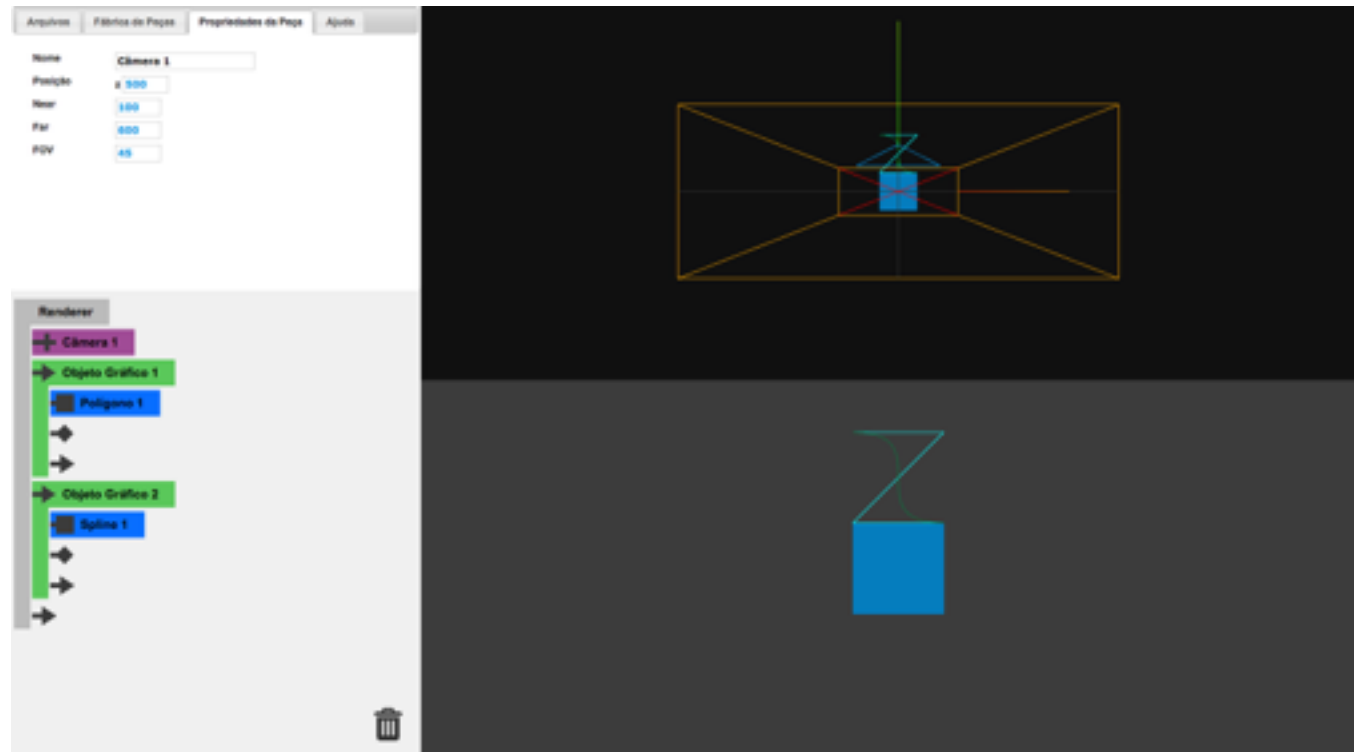 Arquivos Fábrica de Peças Propriedades da Peça Ajuda
Nome Câmera 1
Posição z 500
Near 100
Far 600
FOV 45
Renderer
Câmera 1
Objeto Gráfico 1
Polígono 1
Objeto Gráfico 2
Spline 1